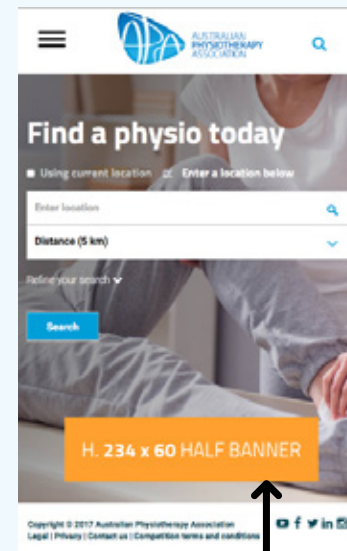 APA
AUSTRALIAN
PHYSIOTHERAPY
ASSOCIATION
Find a physio today
Using current location or Enter a location below
Enter location
Distance (5 km)
Refine your search
Search
H. 234 x 60 HALF BANNER
Copyright © 2017 Australian Physiotherapy Association
Legal | Privacy | Contact us | Competition terms and conditions